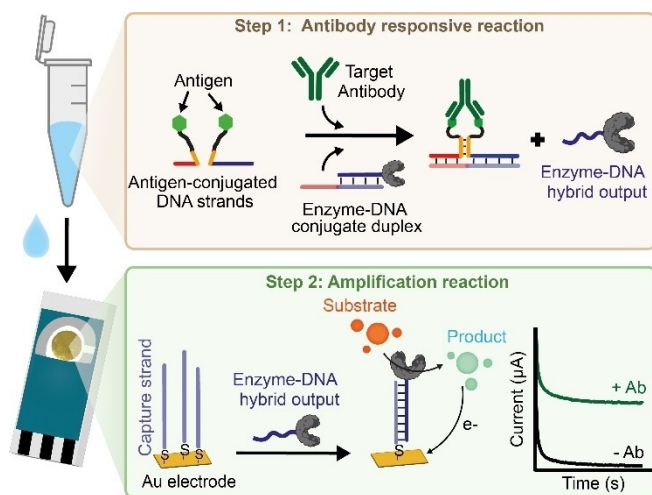 Step 1: Antibody responsive reaction
Antigen
Target
Antibody
Antigen-conjugated
DNA strands
Enzyme-DNA
conjugate duplex
+
Enzyme-DNA
hybrid output
Step 2: Amplification reaction
Substrate
Product
Capture strand
Enzyme-DNA
hybrid output
S
S
S
Au electrode
S
e-
Current (µA)
+ Ab
- Ab
Time (s)